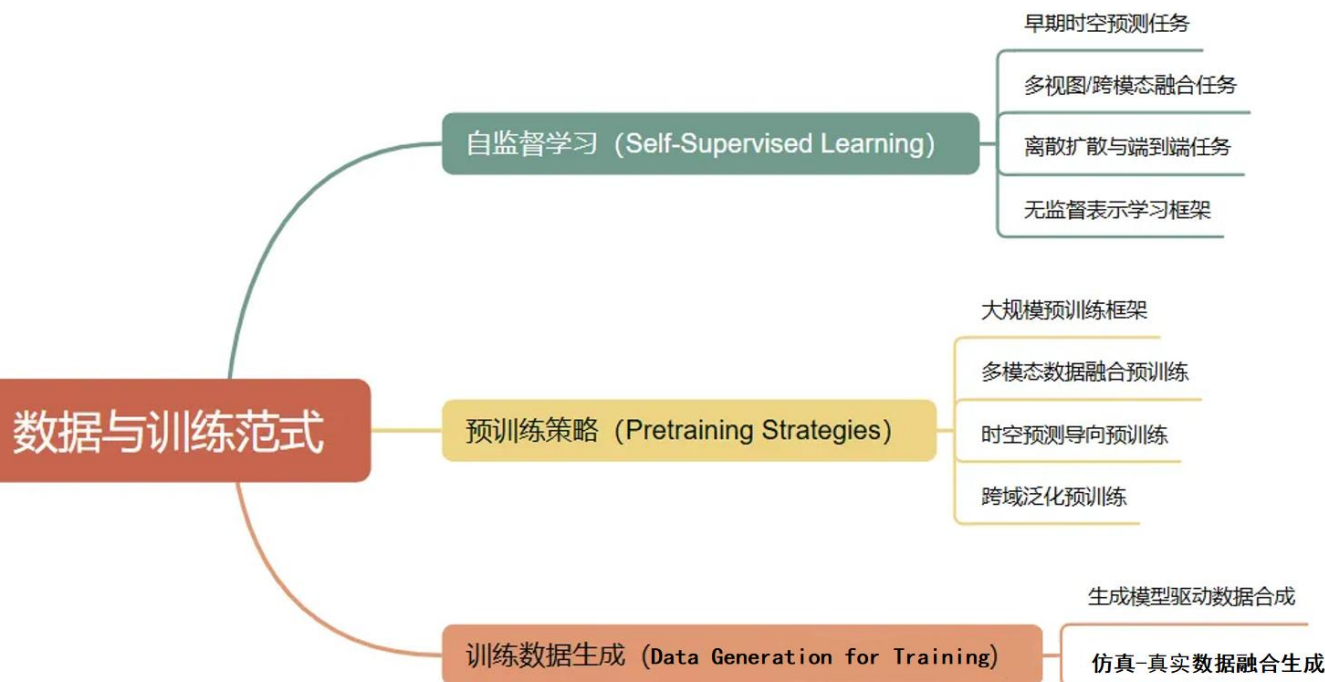 早期时空预测任务
多视图/跨模态融合任务
自监督学习（Self-Supervised Learning）
离散扩散与端到端任务
无监督表示学习框架
大规模预训练框架
多模态数据融合预训练
数据与训练范式
预训练策略（Pretraining Strategies）
时空预测导向预训练
跨域泛化预训练
生成模型驱动数据合成
训练数据生成（Data Generation for Training）
仿真-真实数据融合生成